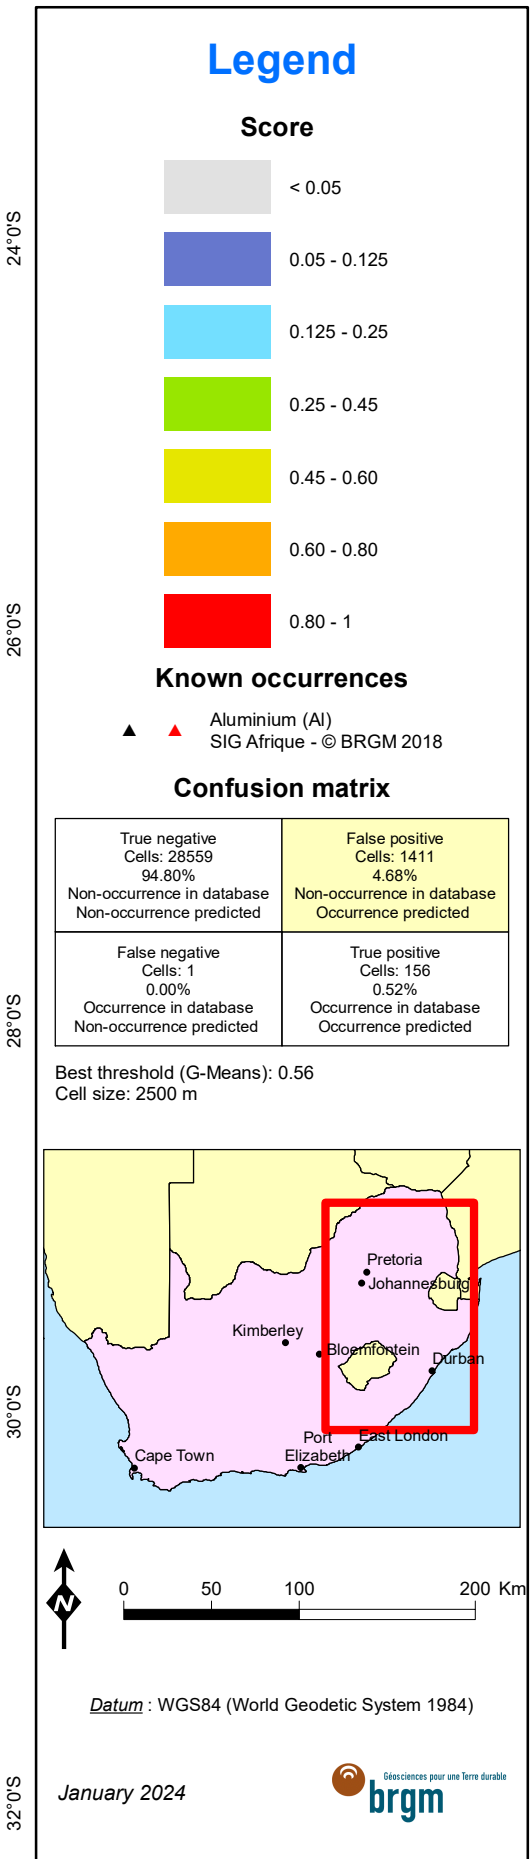 Legend
Score
< 0.05
0.05 - 0.125
0.125 - 0.25
0.25 - 0.45
0.45 - 0.60
0.60 - 0.80
0.80 - 1
Known occurrences
Aluminium (Al)
SIG Afrique - © BRGM 2018
Confusion matrix
True negative
Cells: 28559
94.80%
Non-occurrence in database
Non-occurrence predicted
False positive
Cells: 1411
4.68%
Non-occurrence in database
Occurrence predicted
False negative
Cells: 1
0.00%
Occurrence in database
Non-occurrence predicted
True positive
Cells: 156
0.52%
Occurrence in database
Occurrence predicted
Best threshold (G-Means): 0.56
Cell size: 2500 m
Pretoria
Johannesburg
Kimberley
Bloemfontein
Durban
Port
Elizabeth
East London
Cape Town
N
0 50 100 200 Km
Datum : WGS84 (World Geodetic System 1984)
January 2024
Géosciences pour une Terre durable
brgm
24°0'S
26°0'S
28°0'S
30°0'S
32°0'S